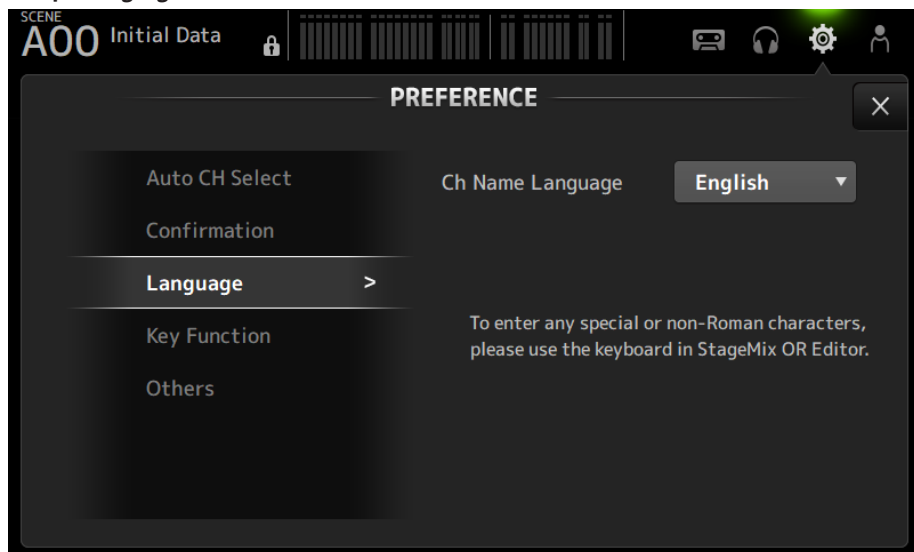 SCENE
A00 Initial Data
PREFERENCE
Auto CH Select
Confirmation
Language >
Key Function
Others
Ch Name Language English
To enter any special or non-Roman characters,
please use the keyboard in StageMix OR Editor.